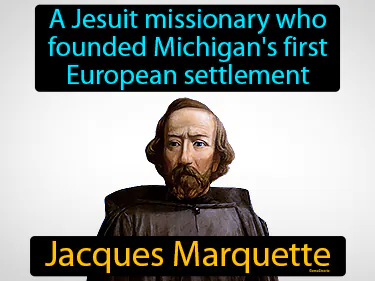 A Jesuit missionary who
founded Michigan's first
European settlement
Jacques Marquette